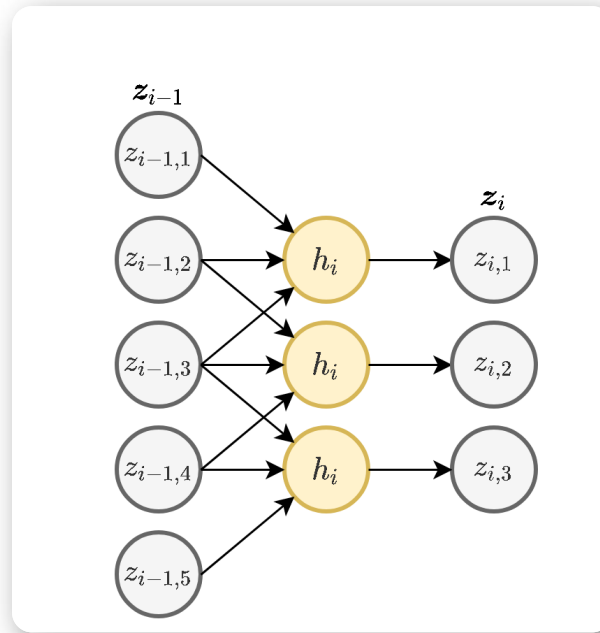 z_{i-1}
z_{i-1,1}
z_i
z_{i-1,2} h_i z_{i,1}
z_{i-1,3} h_i z_{i,2}
z_{i-1,4} h_i z_{i,3}
z_{i-1,5}